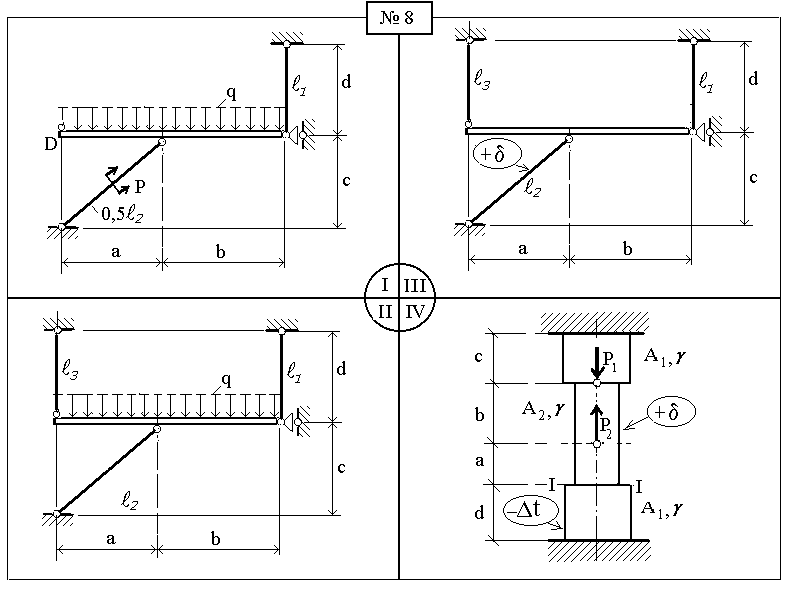 № 8
q
ℓ1
d
D
P
0,5ℓ2
c
a
b
ℓ3
ℓ1
d
+δ
ℓ2
c
a
b
I
III
II
IV
ℓ3
q
ℓ1
d
ℓ2
c
a
b
c
P1
A1, γ
b
A2, γ
P2
+δ
a
I
I
d
−Δt
A1, γ